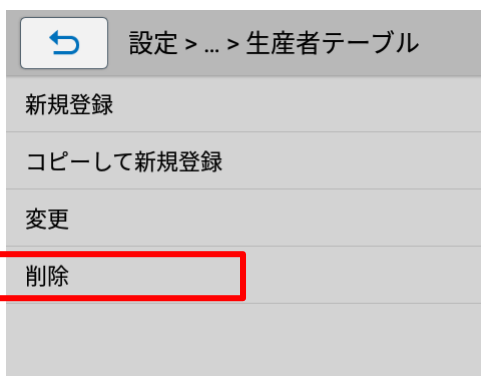 設定 > ... > 生産者テーブル
新規登録
コピーして新規登録
変更
削除